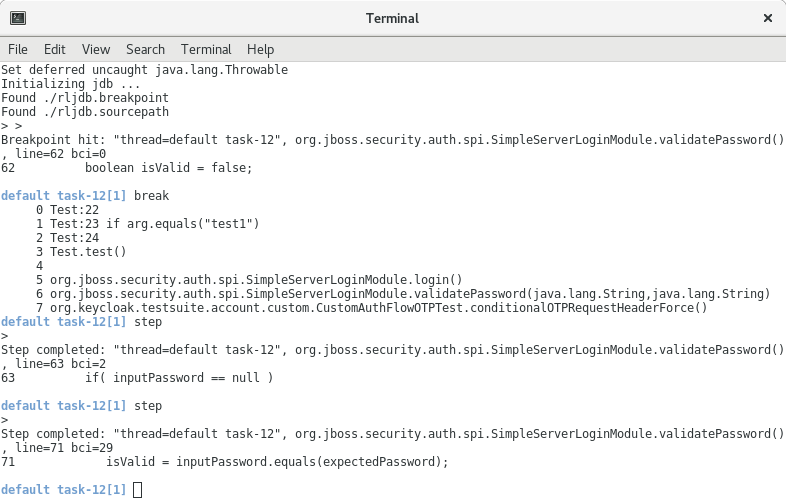 Terminal
File Edit View Search Terminal Help
Set deferred uncaught java.lang.Throwable
Initializing jdb ...
Found ./rljdb.breakpoint
Found ./rljdb.sourcepath
> >
Breakpoint hit: "thread=default task-12", org.jboss.security.auth.spi.SimpleServerLoginModule.validatePassword()
, line=62 bci=0
62          boolean isValid = false;
default task-12[1] break
     0 Test:22
     1 Test:23 if arg.equals("test1")
     2 Test:24
     3 Test.test()
     4
     5 org.jboss.security.auth.spi.SimpleServerLoginModule.login()
     6 org.jboss.security.auth.spi.SimpleServerLoginModule.validatePassword(java.lang.String,java.lang.String)
     7 org.keycloak.testsuite.account.custom.CustomAuthFlowOTPTest.conditionalOTPRequestHeaderForce()
default task-12[1] step
>
Step completed: "thread=default task-12", org.jboss.security.auth.spi.SimpleServerLoginModule.validatePassword()
, line=63 bci=2
63          if( inputPassword == null )
default task-12[1] step
>
Step completed: "thread=default task-12", org.jboss.security.auth.spi.SimpleServerLoginModule.validatePassword()
, line=71 bci=29
71             isValid = inputPassword.equals(expectedPassword);
default task-12[1]